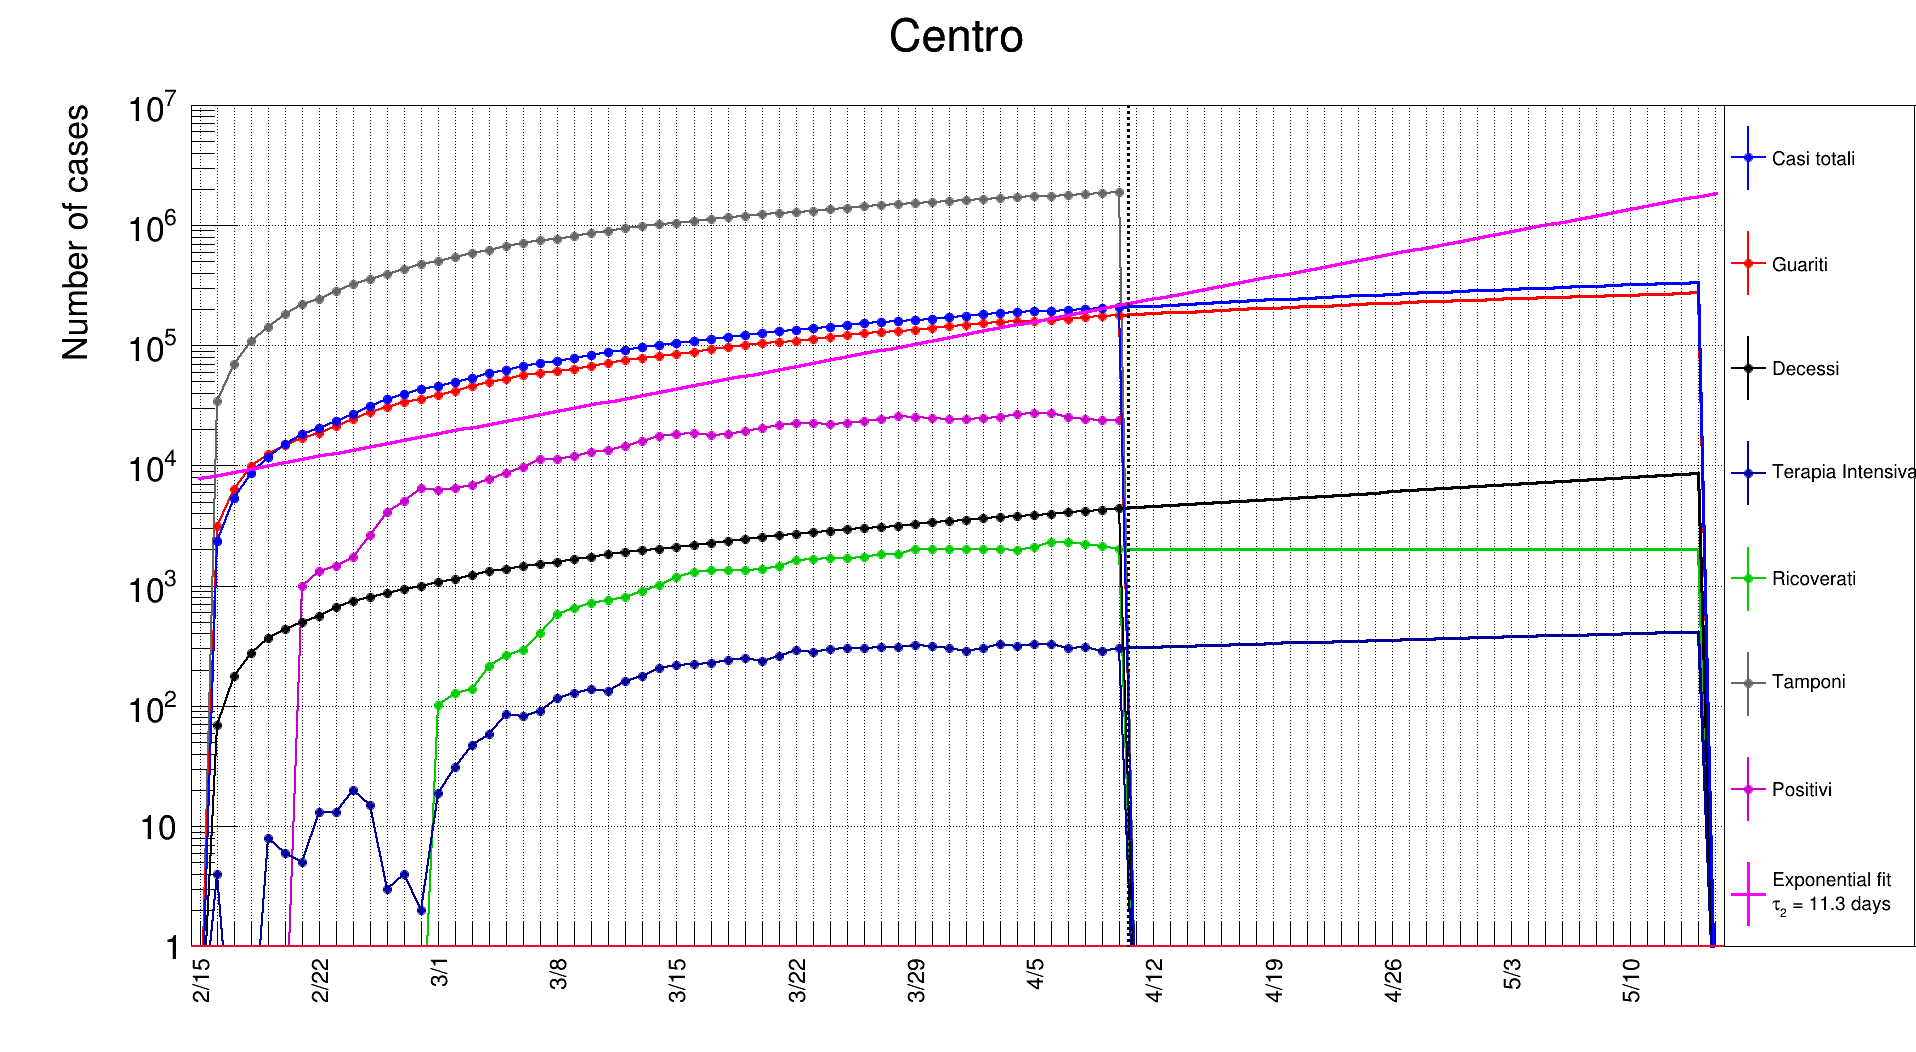 Centro
Number of cases
10^7
10^6
10^5
10^4
10^3
10^2
10
1
2/15
2/22
3/1
3/8
3/15
3/22
3/29
4/5
4/12
4/19
4/26
5/3
5/10
Casi totali
Guariti
Decessi
Terapia Intensiva
Ricoverati
Tamponi
Positivi
Exponential fit
τ₂ = 11.3 days